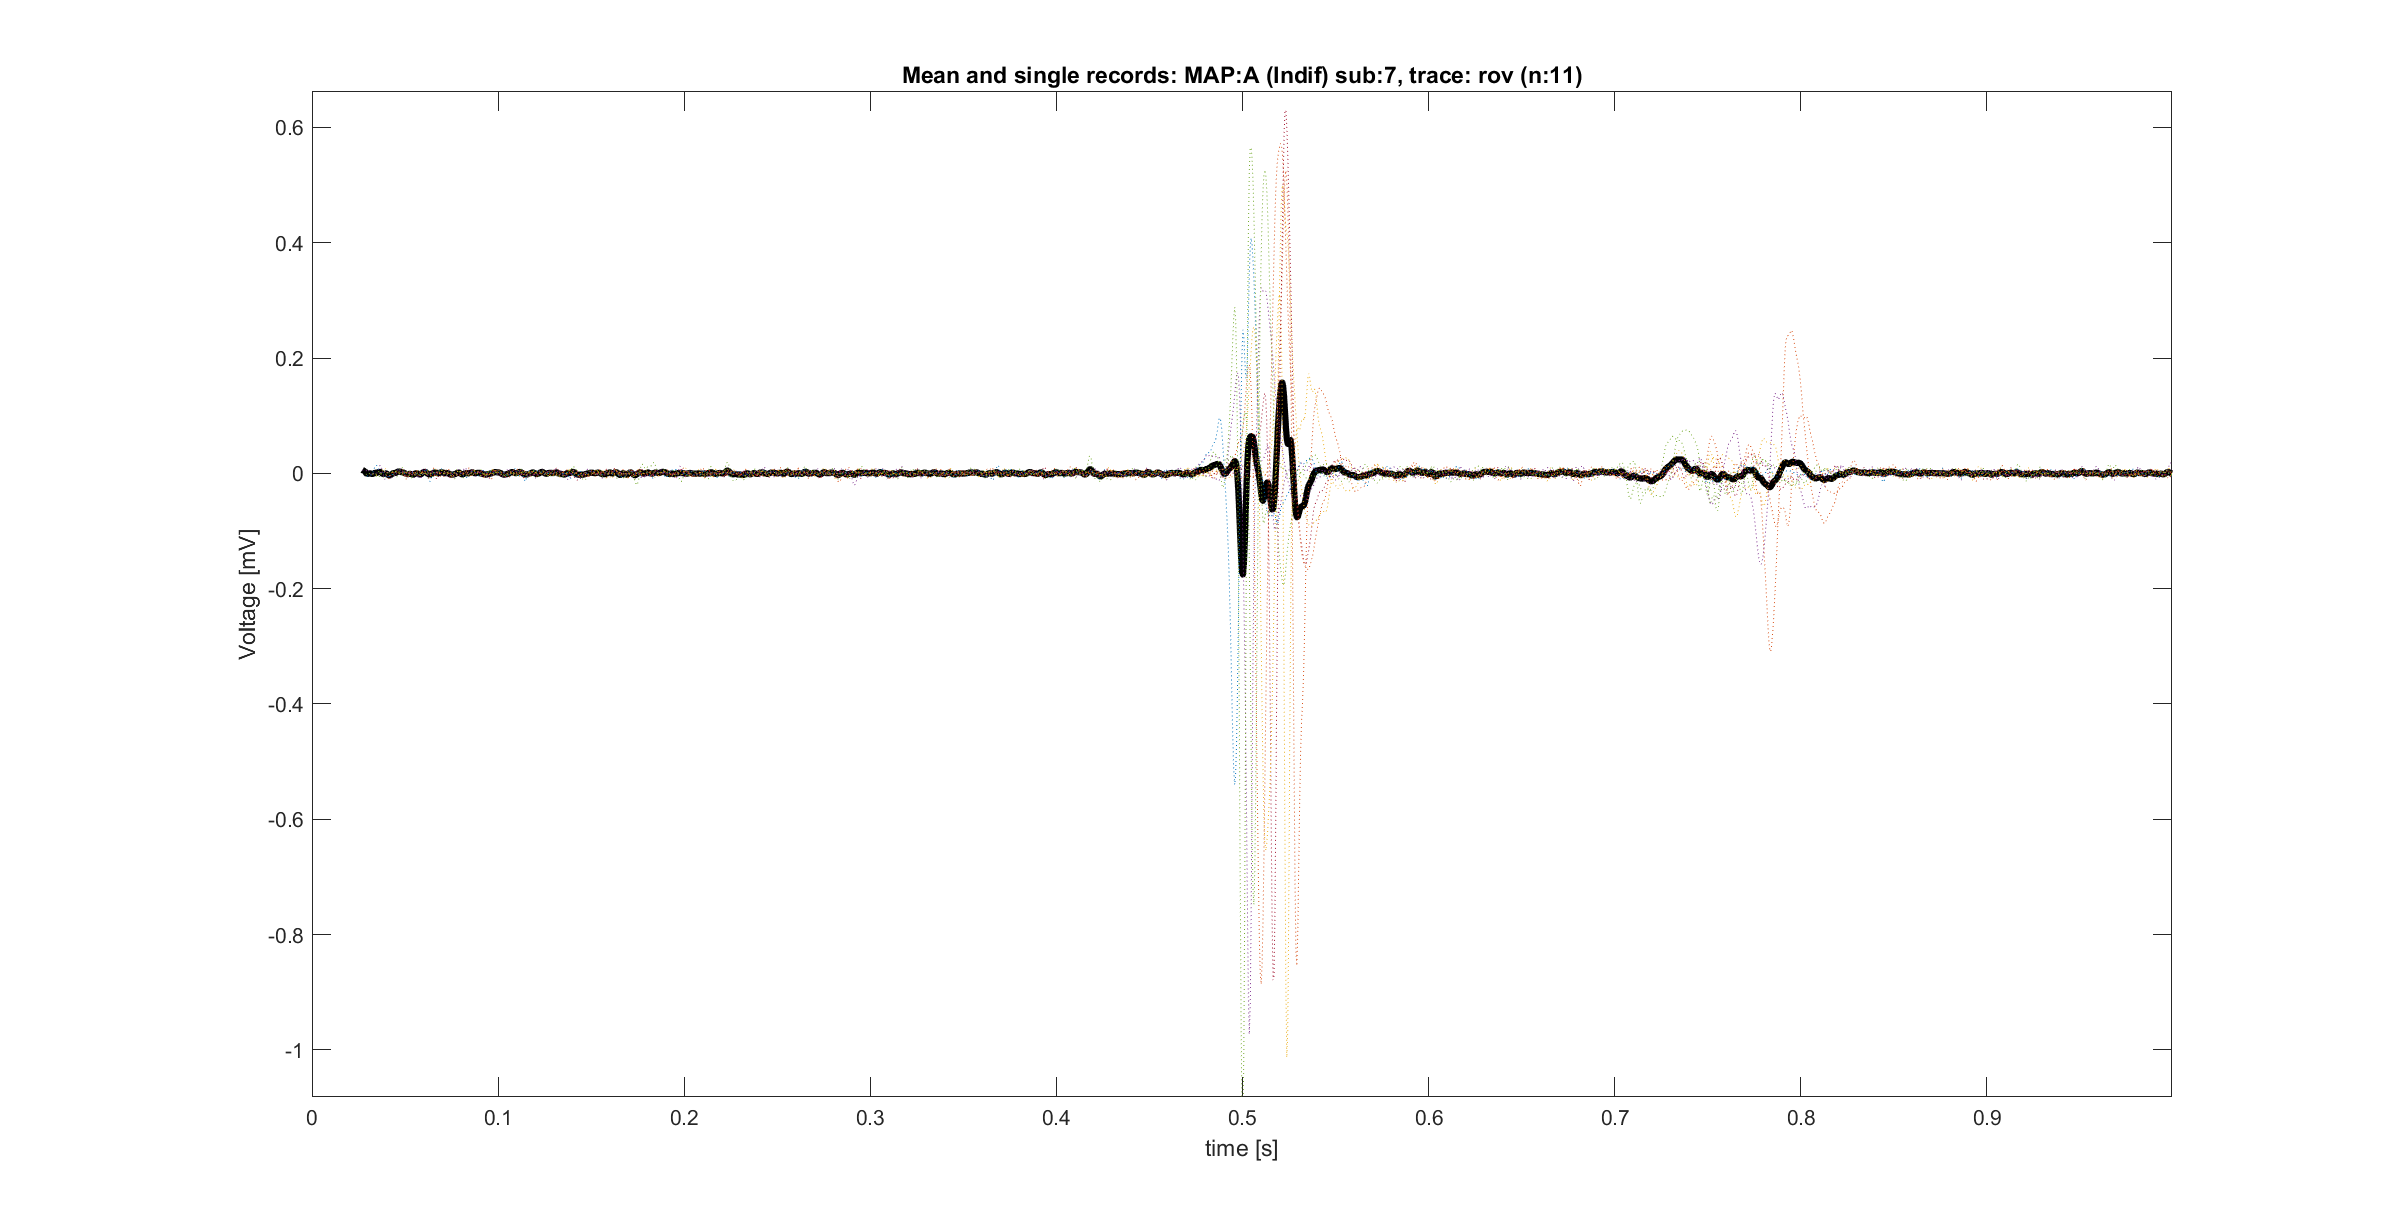 Mean and single records: MAP:A (Indif) sub:7, trace: rov (n:11)
0.6
0.4
0.2
0
-0.2
-0.4
-0.6
-0.8
-1
Voltage [mV]
0 0.1 0.2 0.3 0.4 0.5 0.6 0.7 0.8 0.9
time [s]